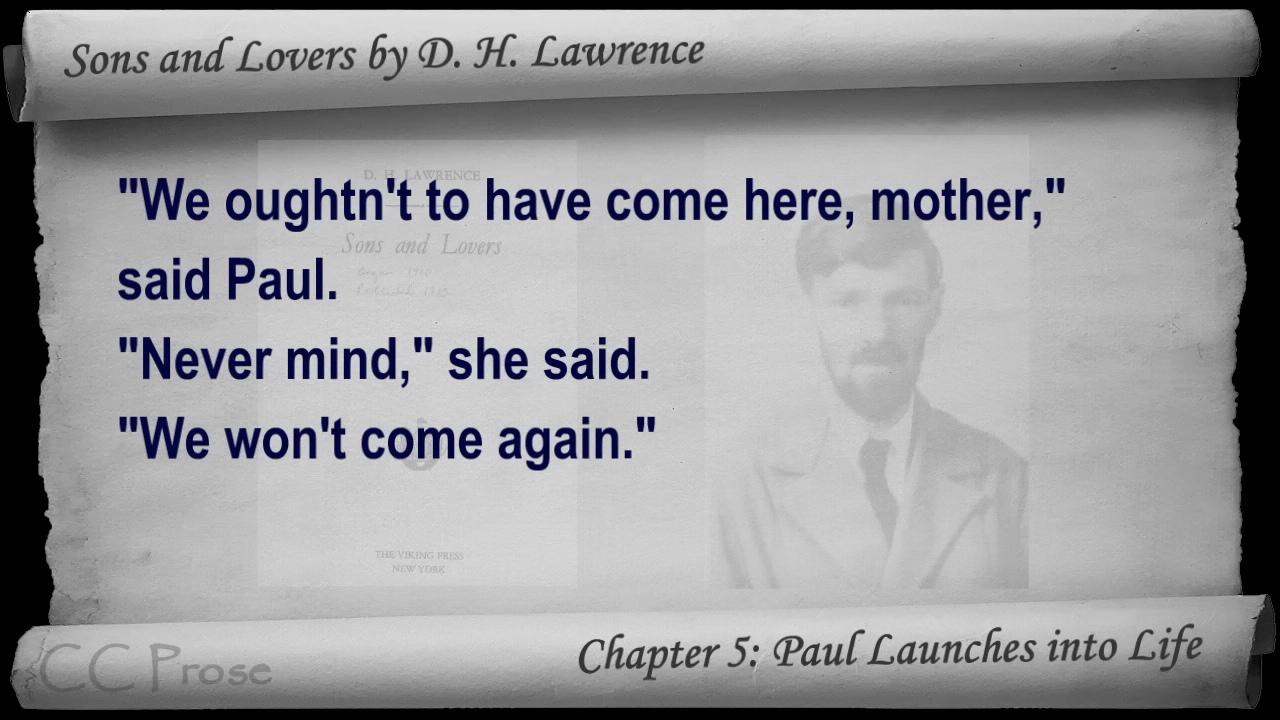 Sons and Lovers by D. H. Lawrence
D. H. LAWRENCE
"We oughtn't to have come here, mother,"
Sons and Lovers
said Paul.
"Never mind," she said.
"We won't come again."
THE VIKING PRESS
NEW YORK
Chapter 5: Paul Launches into Life
CC Prose